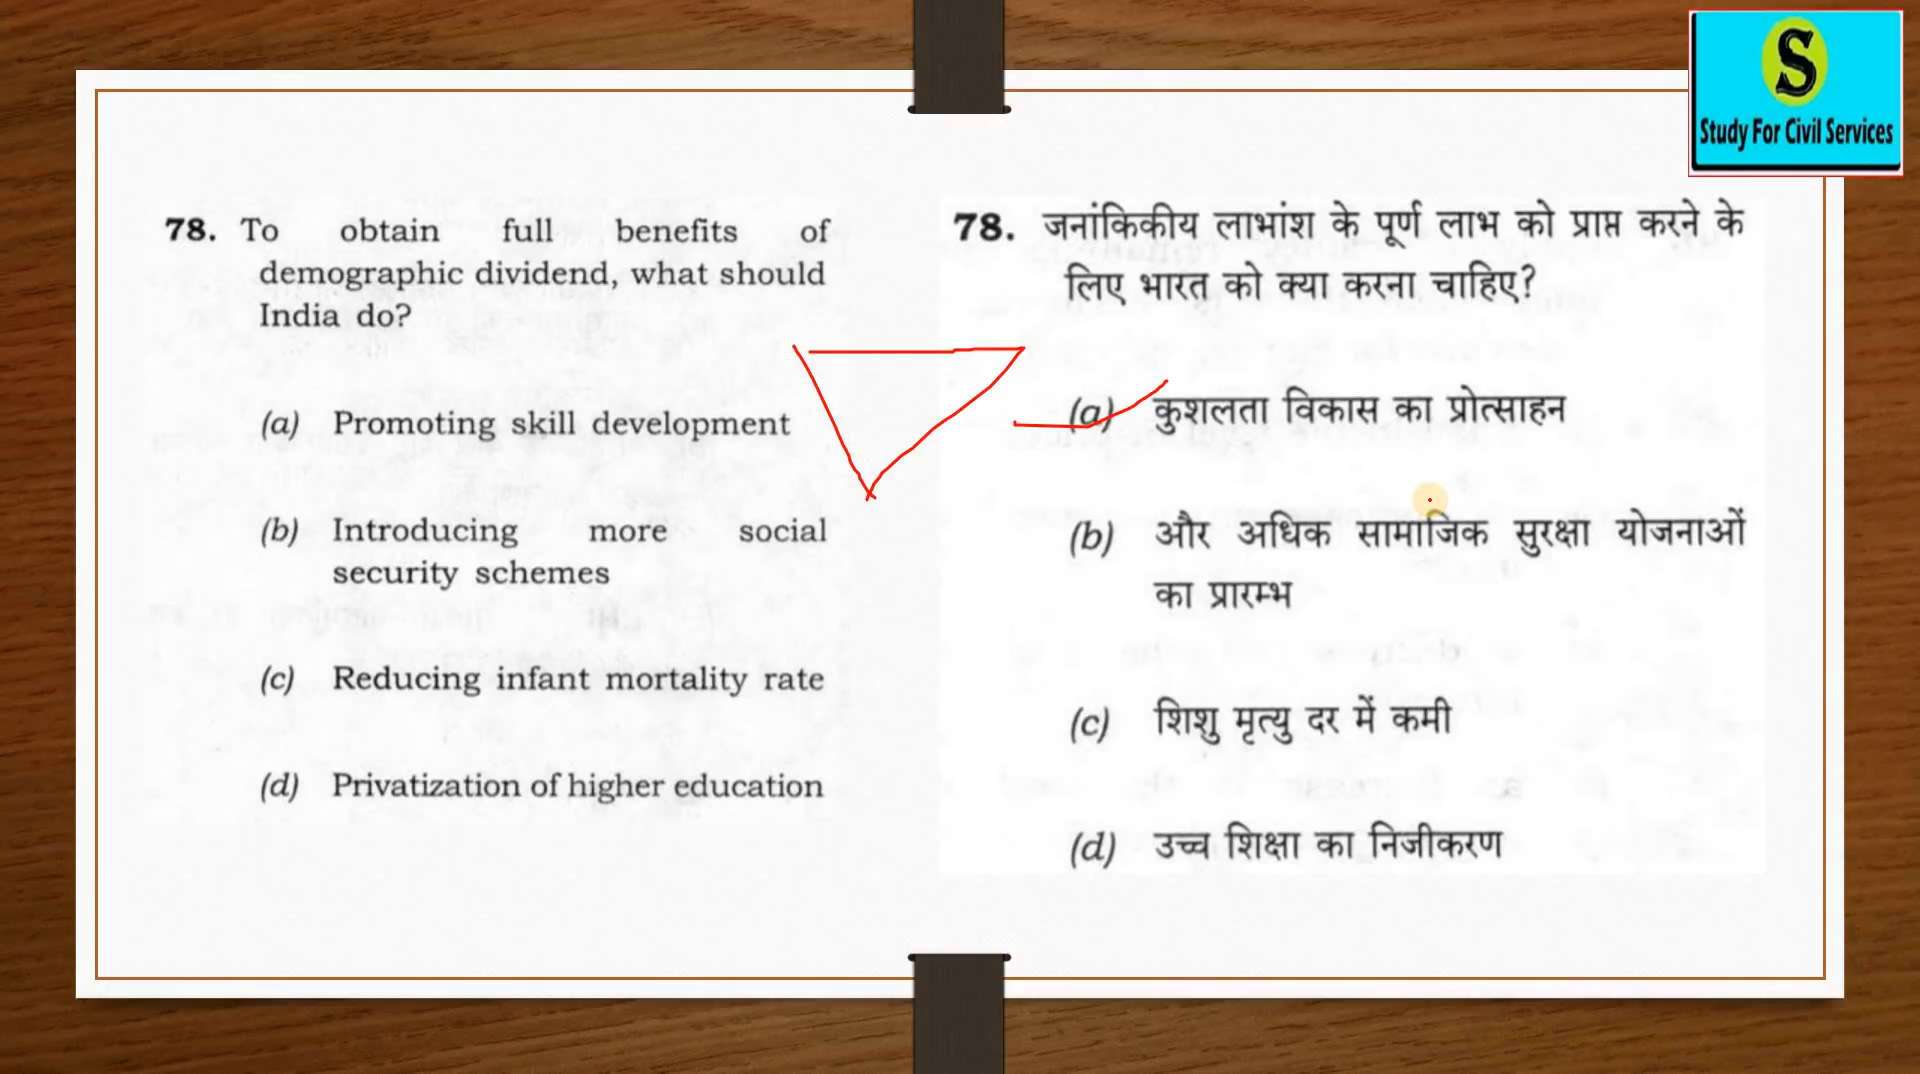 S
Study For Civil Services
78. To obtain full benefits of
demographic dividend, what should
India do?
(a) Promoting skill development
(b) Introducing more social
security schemes
(c) Reducing infant mortality rate
(d) Privatization of higher education
78. जनांकिकीय लाभांश के पूर्ण लाभ को प्राप्त करने के
लिए भारत को क्या करना चाहिए?
(a) कुशलता विकास का प्रोत्साहन
(b) और अधिक सामाजिक सुरक्षा योजनाओं
का प्रारम्भ
(c) शिशु मृत्यु दर में कमी
(d) उच्च शिक्षा का निजीकरण